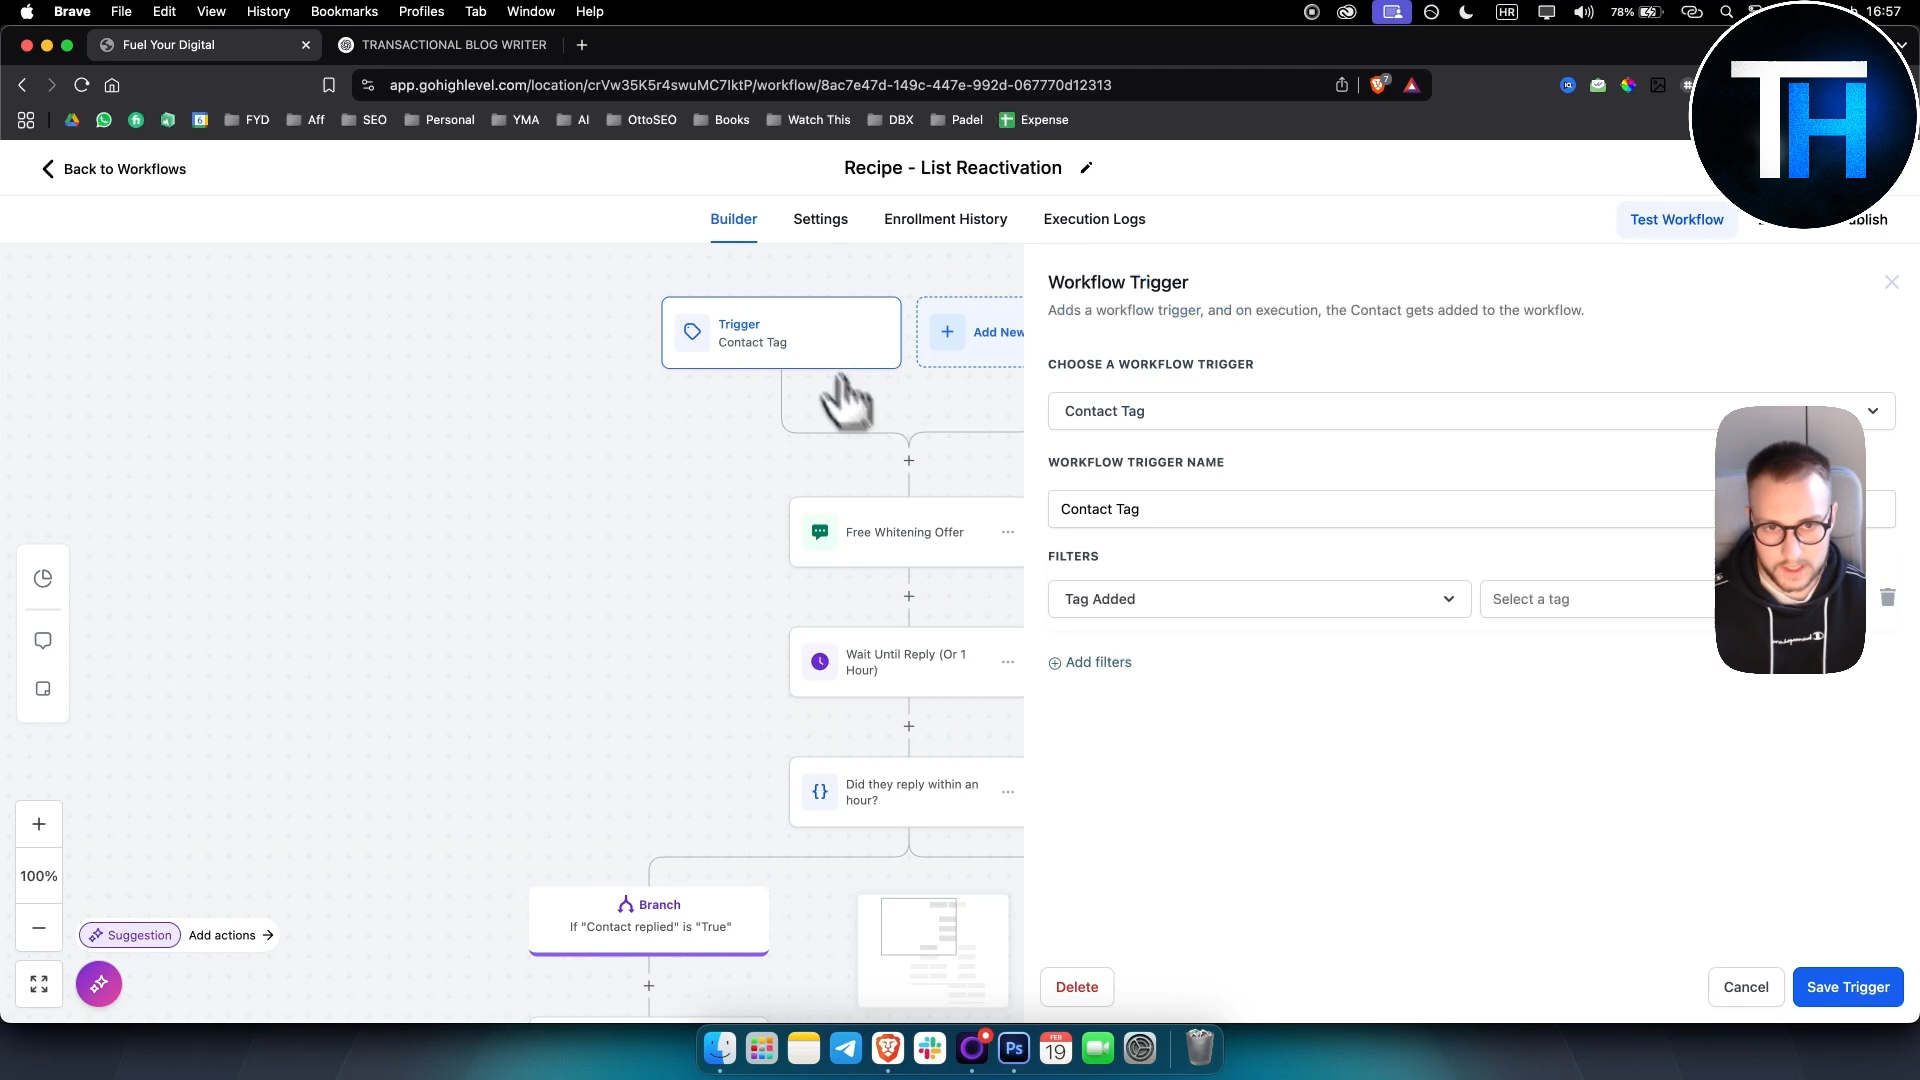 Brave File Edit View History Bookmarks Profiles Tab Window Help HR 78% 16:57
Fuel Your Digital TRANSACTIONAL BLOG WRITER
app.gohighlevel.com/location/crVw35K5r4swuMC7IktP/workflow/8ac7e47d-149c-447e-992d-067770d12313 7
FYD Aff SEO Personal YMA AI OttoSEO Books Watch This DBX Padel Expense
TH
Back to Workflows
Recipe - List Reactivation
Builder Settings Enrollment History Execution Logs Test Workflow
Trigger
Contact Tag
Add New
Free Whitening Offer
Wait Until Reply (Or 1
Hour)
Did they reply within an
hour?
Branch
If "Contact replied" is "True"
100%
Suggestion Add actions
Workflow Trigger
Adds a workflow trigger, and on execution, the Contact gets added to the workflow.
CHOOSE A WORKFLOW TRIGGER
Contact Tag
WORKFLOW TRIGGER NAME
Contact Tag
FILTERS
Tag Added Select a tag
Add filters
Delete Cancel Save Trigger
Ps FEB 19